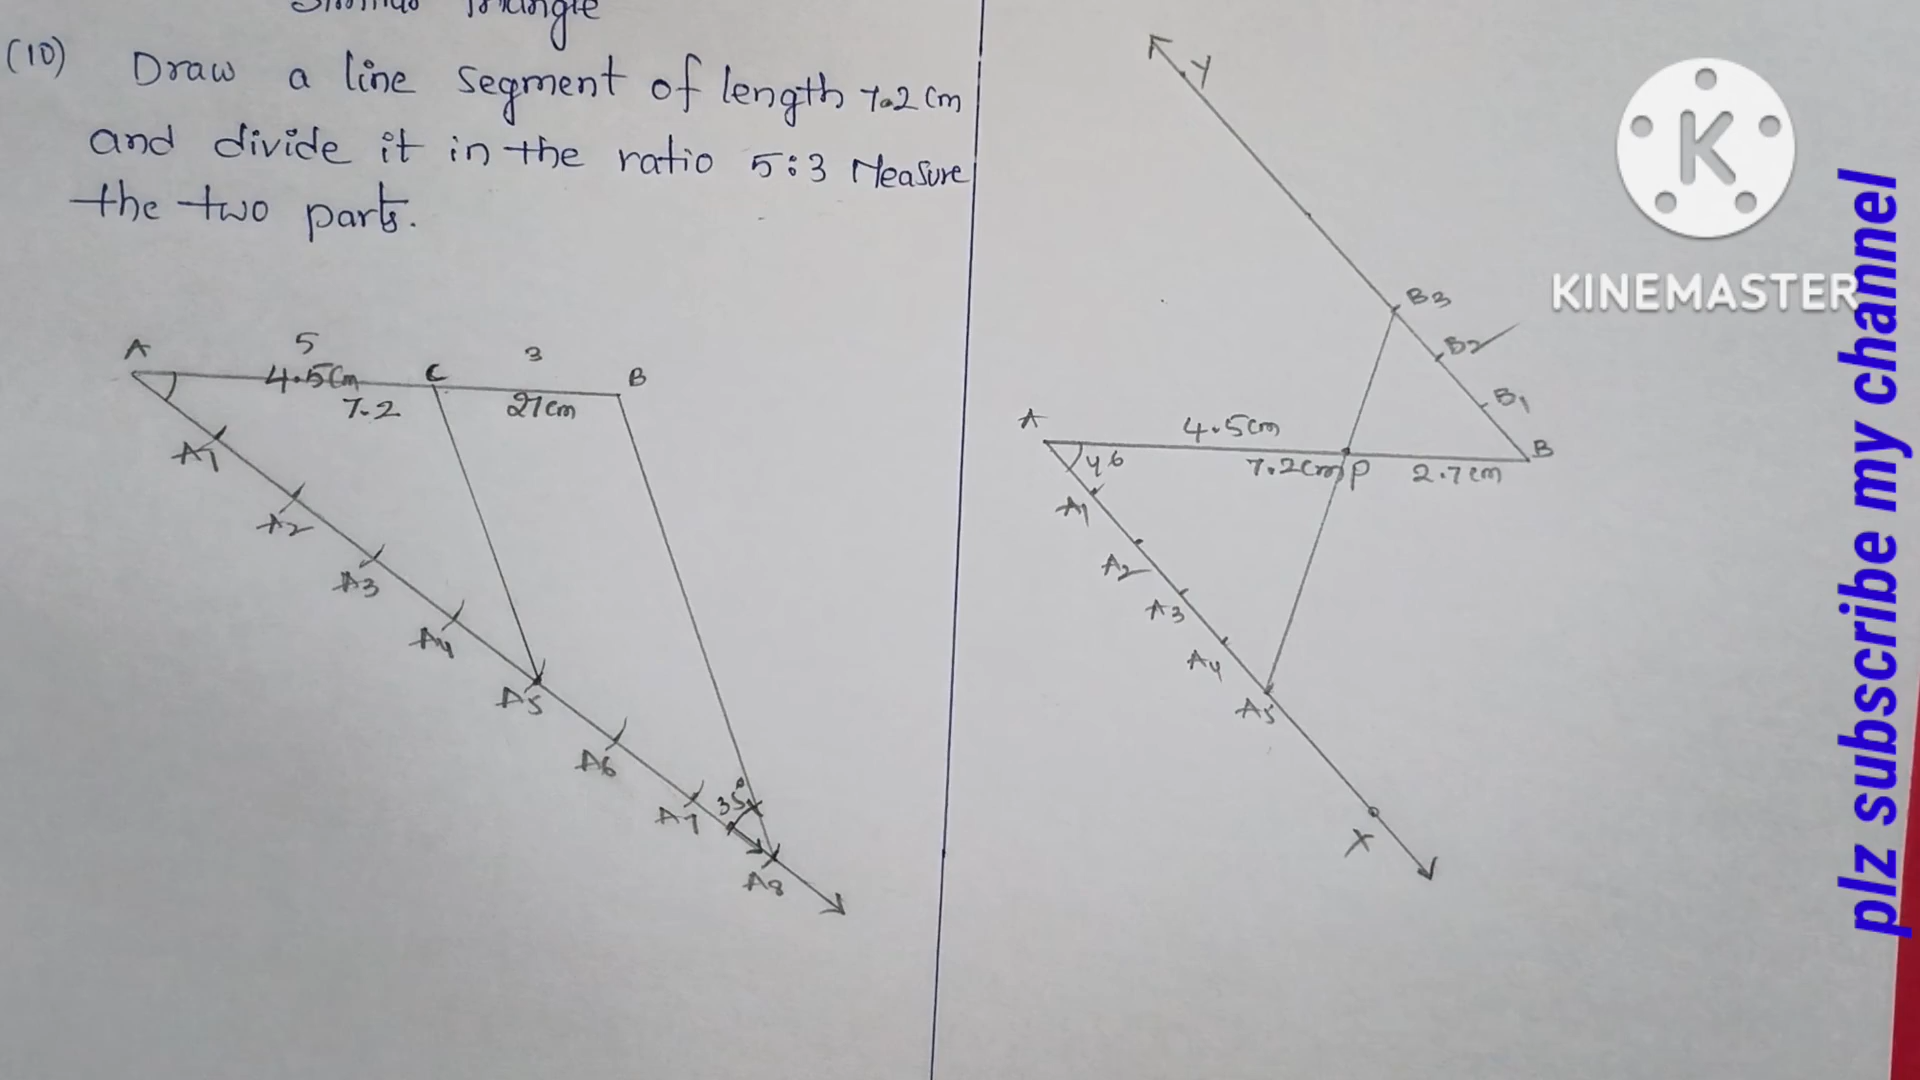 Similar Triangle
(10) Draw a line segment of length 7.2 cm
and divide it in the ratio 5:3 Measure
the two parts.
A
5
4.5cm
C
3
B
7.2
27cm
A1
A2
A3
A4
A5
A6
A7
35°
A8
Y
B3
B2
B1
A
4.5cm
B
46
7.2cm
P
2.7cm
A1
A2
A3
A4
A5
X
K
KINEMASTER
plz subscribe my channel